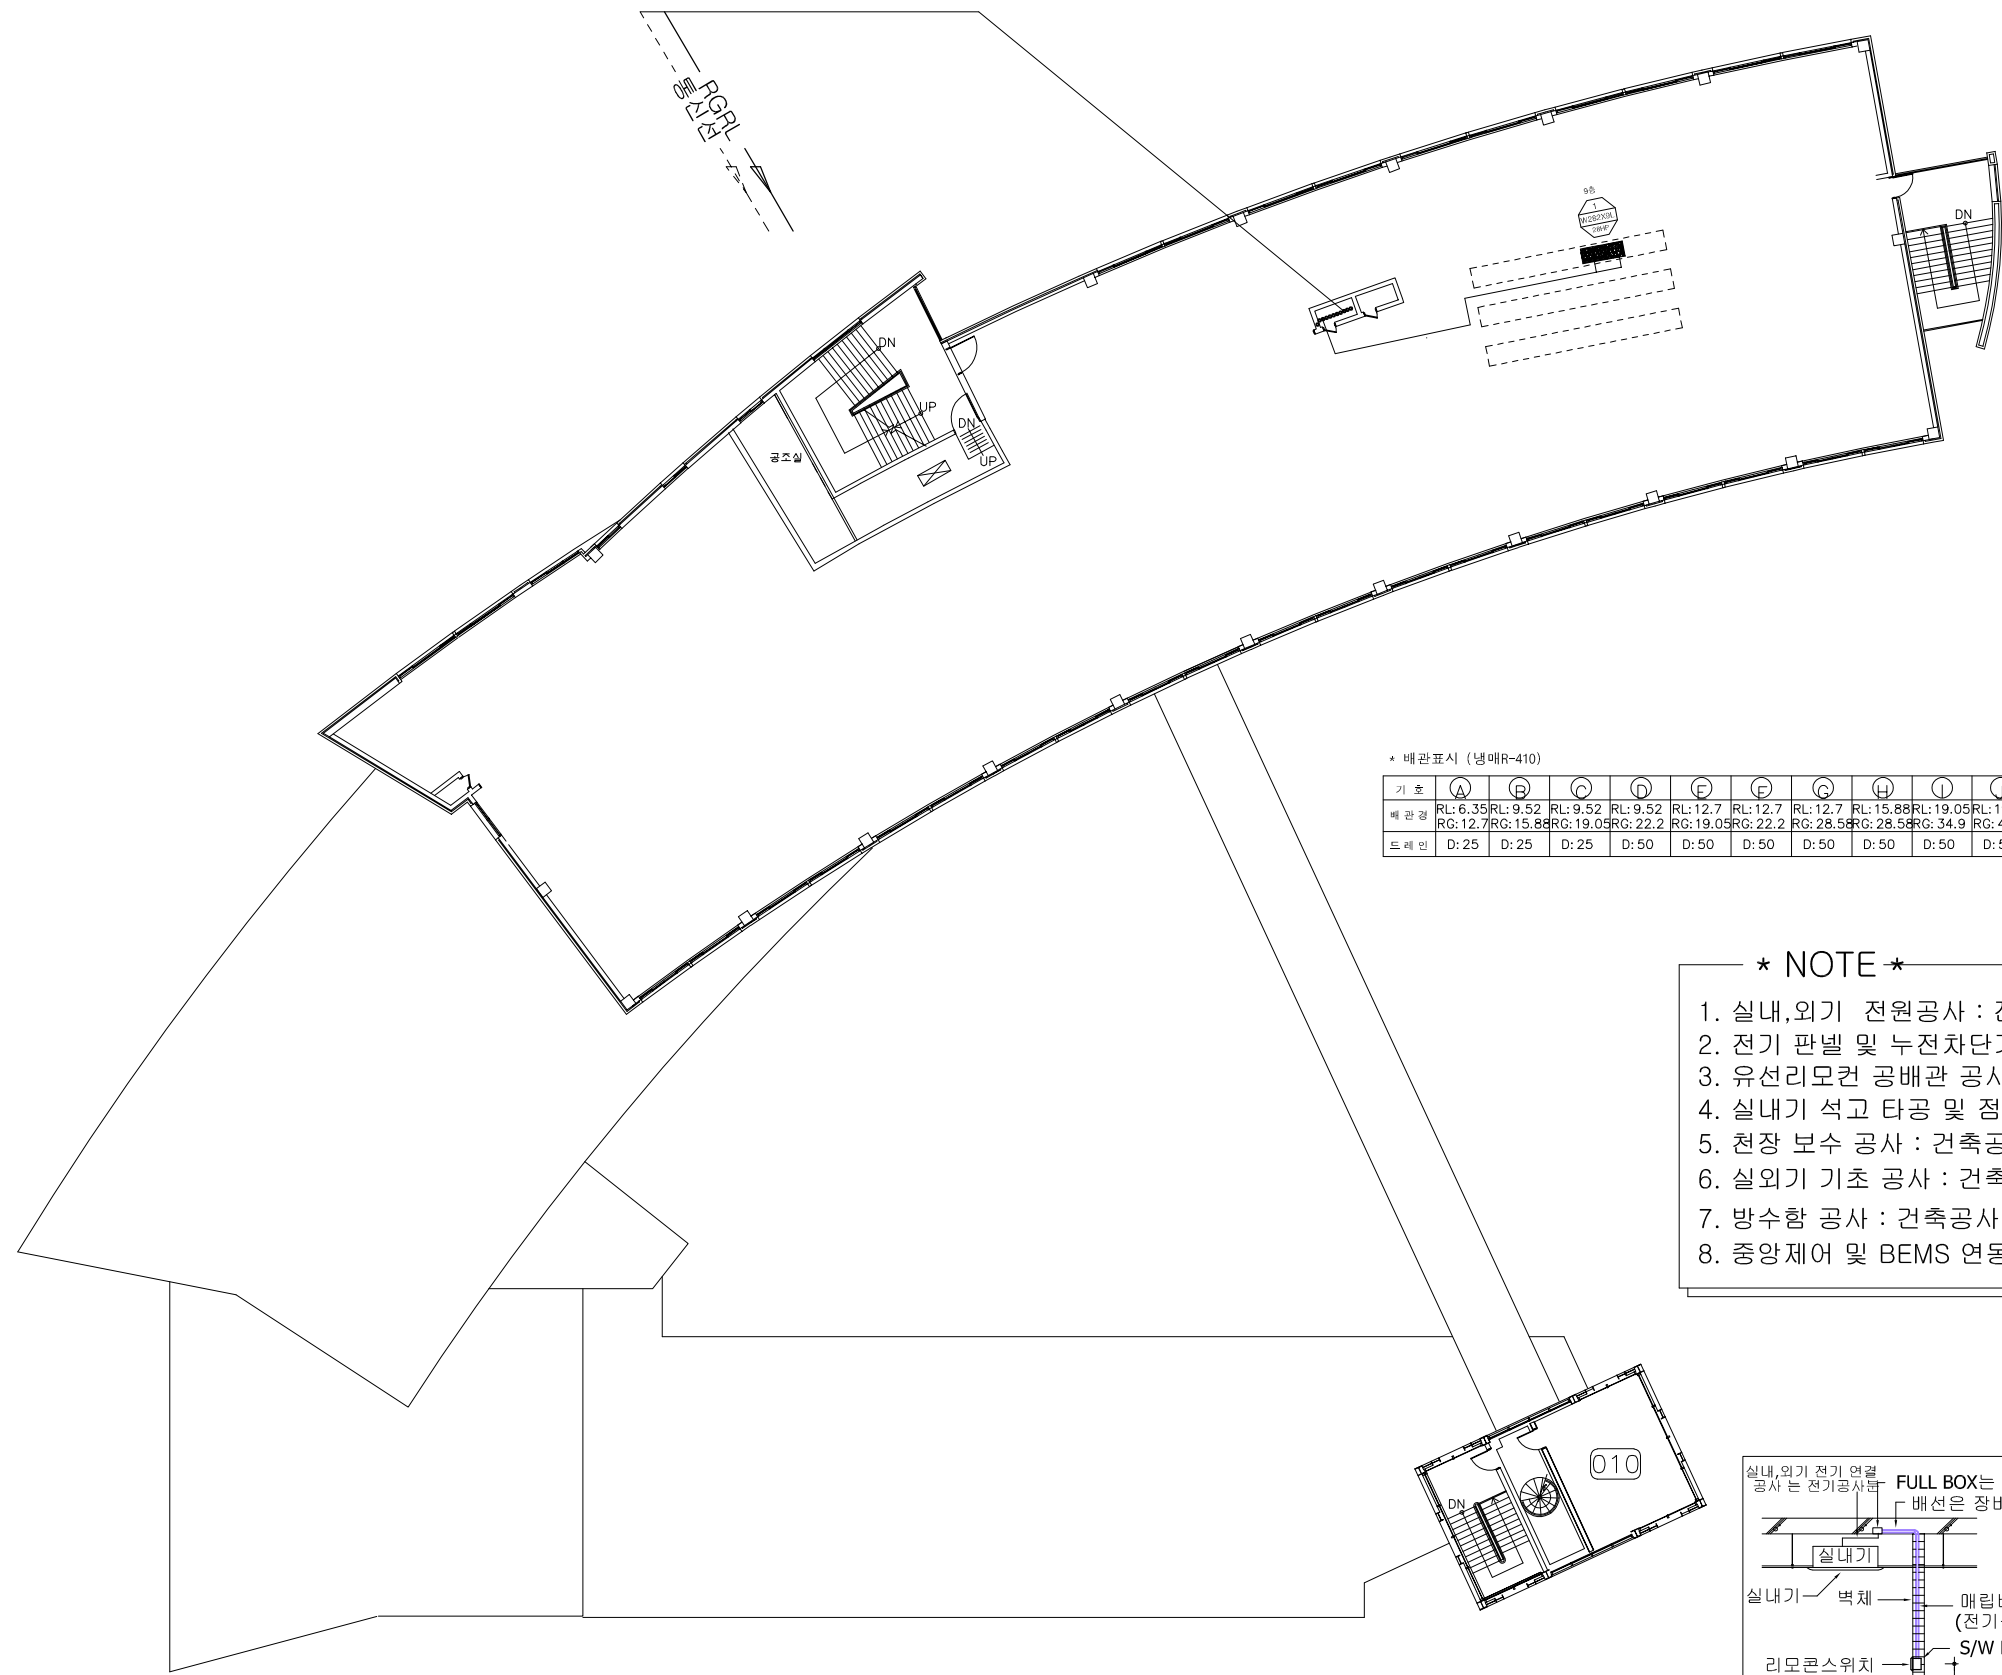 RGRL
통신선
9층
1
W282X9L
28HP
DN
DN
UP
DN
UP
공조실
* 배관표시 (냉매R-410)
기 호 A B C D E F G H I
배 관 경 RL:6.35 RL:9.52 RL:9.52 RL:9.52 RL:12.7 RL:12.7 RL:12.7 RL:15.88 RL:19.05 RL:1
RG:12.7 RG:15.88 RG:19.05 RG:22.2 RG:19.05 RG:22.2 RG:28.58 RG:28.58 RG:34.9 RG:4
드 레 인 D:25 D:25 D:25 D:50 D:50 D:50 D:50 D:50 D:50 D:5
* NOTE *
1. 실내,외기 전원공사 :
2. 전기 판넬 및 누전차단
3. 유선리모컨 공배관 공
4. 실내기 석고 타공 및 점
5. 천장 보수 공사 : 건축공
6. 실외기 기초 공사 : 건축
7. 방수함 공사 : 건축공사
8. 중앙제어 및 BEMS 연동
010
DN
실내,외기 전기 연결
공사 는 전기공사분
FULL BOX는
배선은 장비
실내기
실내기
벽체
매립
(전기
S/W
리모콘스위치